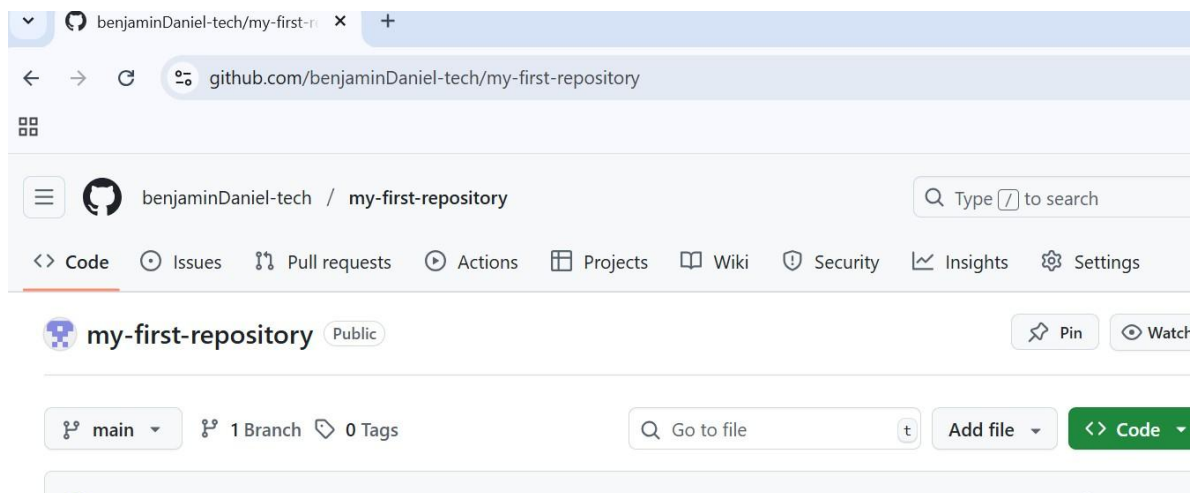 benjaminDaniel-tech/my-first-r
github.com/benjaminDaniel-tech/my-first-repository
benjaminDaniel-tech / my-first-repository
Type / to search
Code Issues Pull requests Actions Projects Wiki Security Insights Settings
my-first-repository Public
Pin Watch
main 1 Branch 0 Tags
Go to file t Add file <> Code